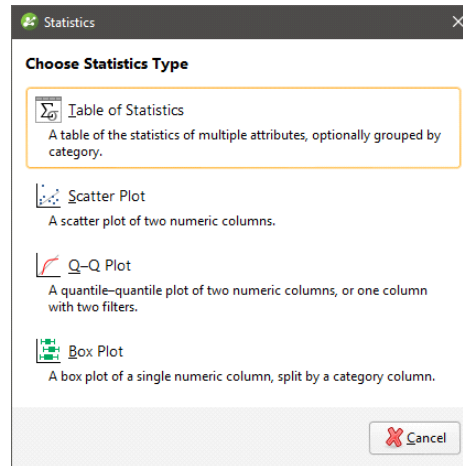 Statistics
Choose Statistics Type
Table of Statistics
A table of the statistics of multiple attributes, optionally grouped by
category.
Scatter Plot
A scatter plot of two numeric columns.
Q–Q Plot
A quantile–quantile plot of two numeric columns, or one column
with two filters.
Box Plot
A box plot of a single numeric column, split by a category column.
Cancel